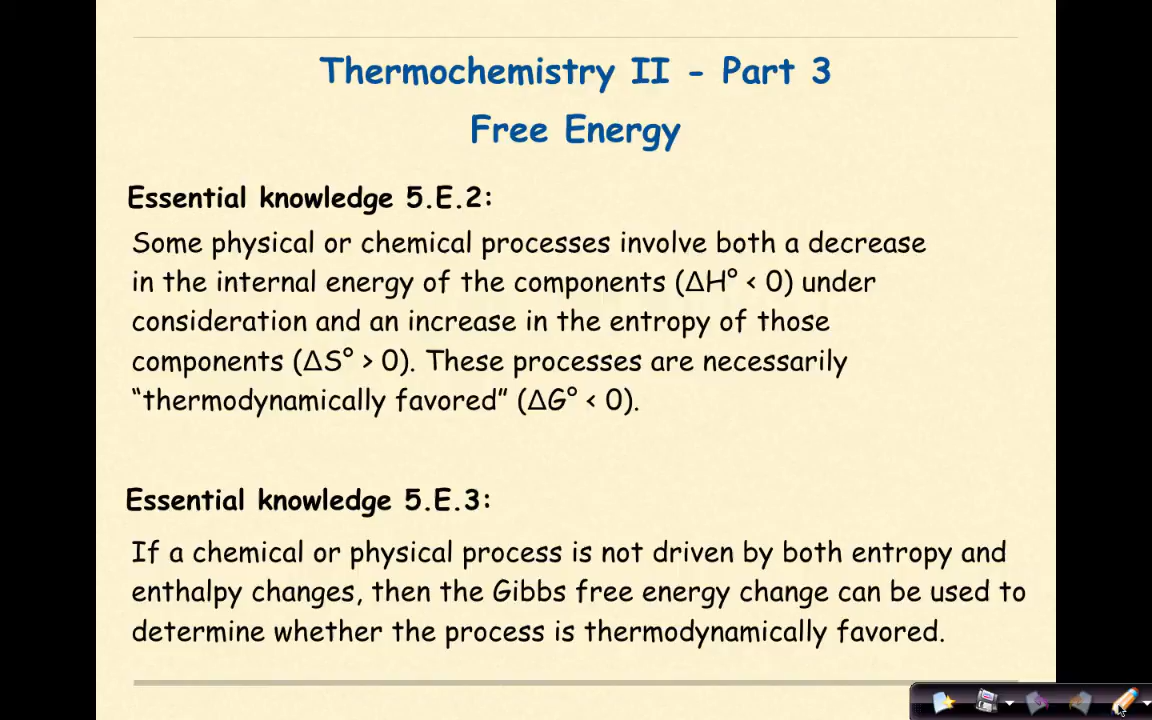 Thermochemistry II - Part 3
Free Energy
Essential knowledge 5.E.2:
Some physical or chemical processes involve both a decrease
in the internal energy of the components (ΔH° < 0) under
consideration and an increase in the entropy of those
components (ΔS° > 0). These processes are necessarily
“thermodynamically favored” (ΔG° < 0).
Essential knowledge 5.E.3:
If a chemical or physical process is not driven by both entropy and
enthalpy changes, then the Gibbs free energy change can be used to
determine whether the process is thermodynamically favored.